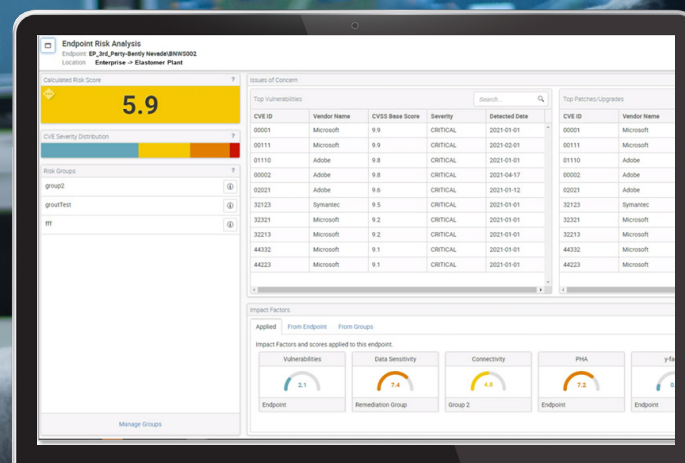 Endpoint Risk Analysis
Endpoint EP_3rd_Party-Bently Nevada\BNWS002
Location Enterprise -> Elastomer Plant
Calculated Risk Score ?
5.9
CVE Severity Distribution ?
Risk Groups ?
group2
groutTest
fff
Manage Groups
Issues of Concern
Top Vulnerabilities Search...
CVE ID Vendor Name CVSS Base Score Severity Detected Date
00001 Microsoft 9.9 CRITICAL 2021-01-01
00111 Microsoft 9.9 CRITICAL 2021-02-01
01110 Adobe 9.8 CRITICAL 2021-01-01
00002 Adobe 9.8 CRITICAL 2021-04-17
02021 Adobe 9.6 CRITICAL 2021-01-12
32123 Symantec 9.5 CRITICAL 2021-01-01
32321 Microsoft 9.2 CRITICAL 2021-01-01
32213 Microsoft 9.2 CRITICAL 2021-01-01
44332 Microsoft 9.1 CRITICAL 2021-01-01
44223 Microsoft 9.1 CRITICAL 2021-01-01
Top Patches/Upgrades
CVE ID Vendor Name
00001 Microsoft
00111 Microsoft
01110 Adobe
00002 Adobe
02021 Adobe
32123 Symantec
32321 Microsoft
32213 Microsoft
44332 Microsoft
44223 Microsoft
Impact Factors
Applied From Endpoint From Groups
Impact Factors and scores applied to this endpoint.
Vulnerabilities Data Sensitivity Connectivity PHA y-fa
2.1 7.4 4.8 7.2 0.
Endpoint Remediation Group Group 2 Endpoint Endpoint